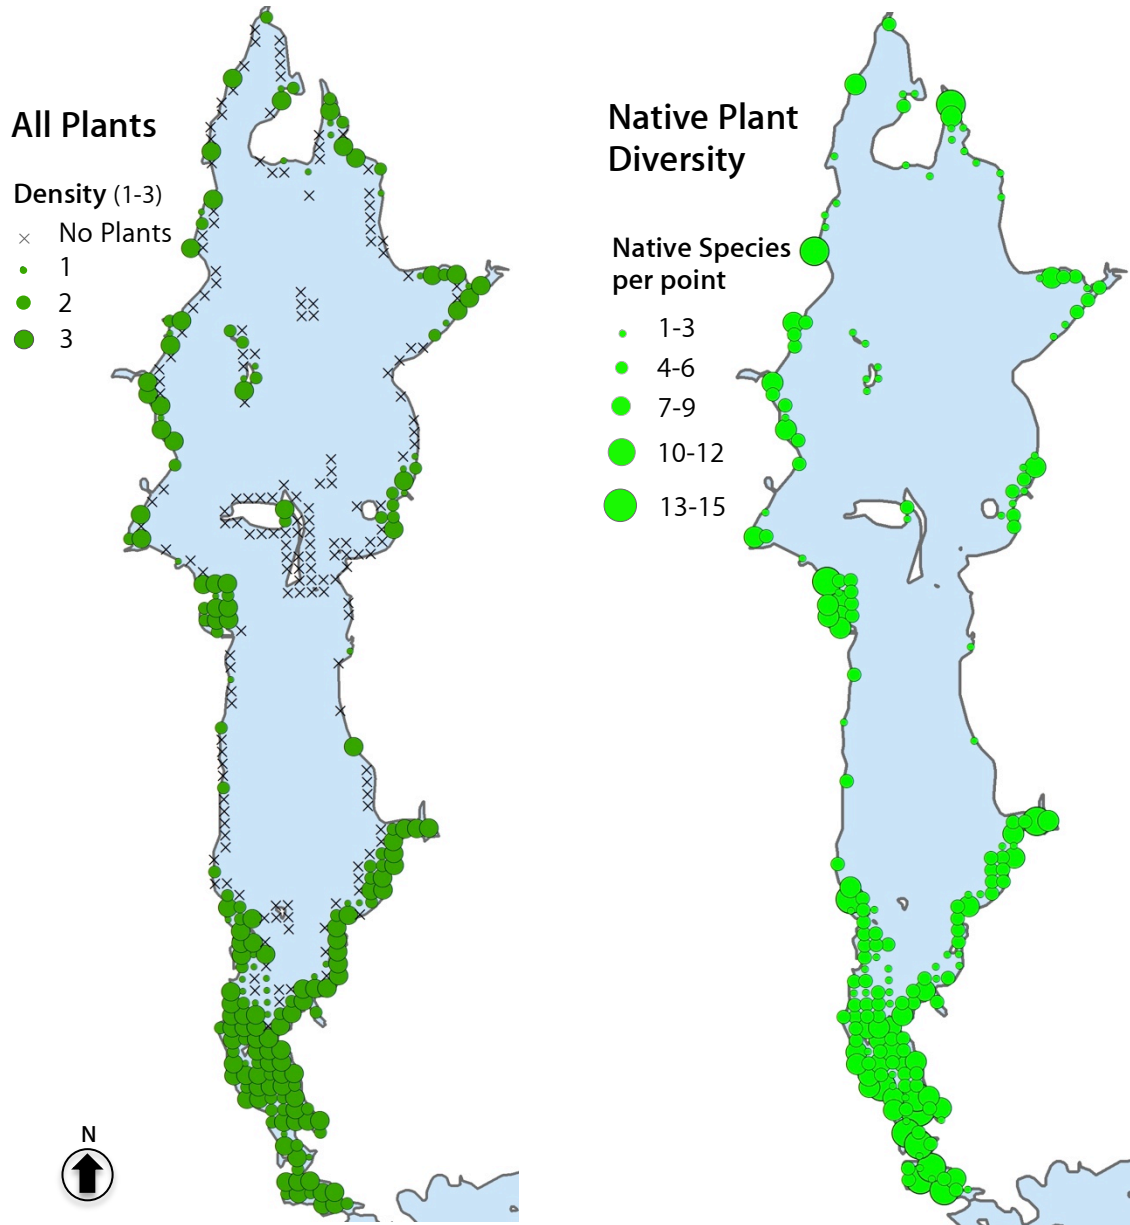 All Plants
Density (1-3)
No Plants
1
2
3
N
Native Plant
Diversity
Native Species
per point
1-3
4-6
7-9
10-12
13-15